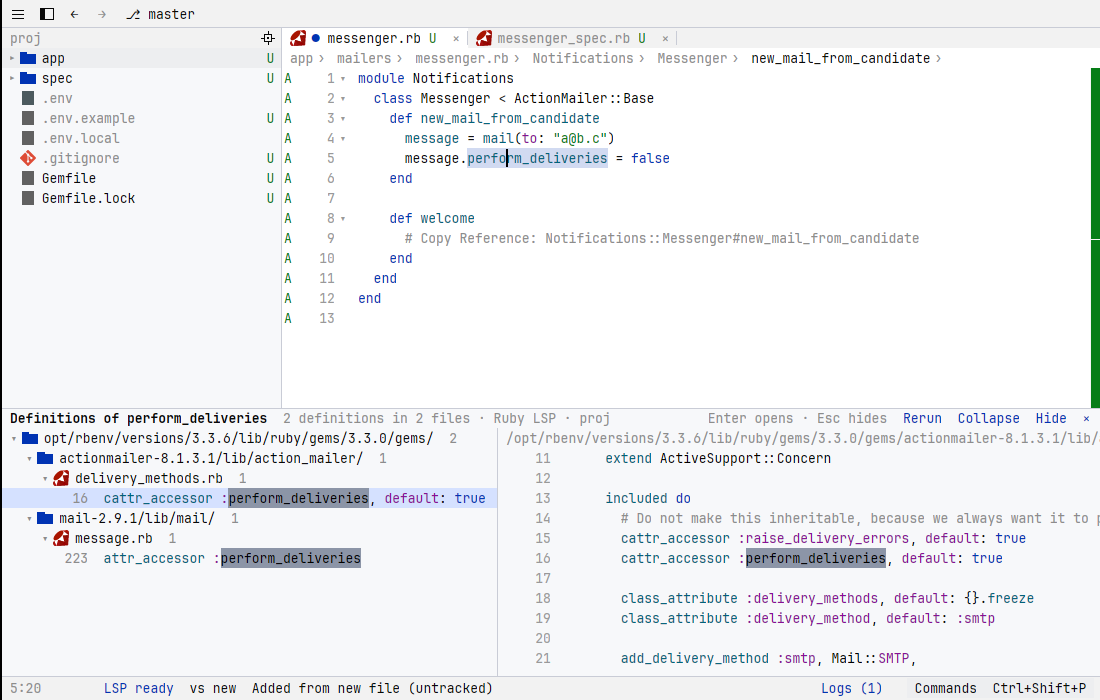 master
proj
messenger.rb U × messenger_spec.rb U ×
app › mailers › messenger.rb › Notifications › Messenger › new_mail_from_candidate ›
app U
spec U
.env
.env.example U
.env.local
.gitignore U
Gemfile U
Gemfile.lock U
A 1 module Notifications
A 2 class Messenger < ActionMailer::Base
A 3 def new_mail_from_candidate
A 4 message = mail(to: "a@b.c")
A 5 message.perform_deliveries = false
A 6 end
A 7
A 8 def welcome
A 9 # Copy Reference: Notifications::Messenger#new_mail_from_candidate
A 10 end
A 11 end
A 12 end
A 13
Definitions of perform_deliveries 2 definitions in 2 files · Ruby LSP · proj Enter opens · Esc hides Rerun Collapse Hide ×
opt/rbenv/versions/3.3.6/lib/ruby/gems/3.3.0/gems/ 2
actionmailer-8.1.3.1/lib/action_mailer/ 1
delivery_methods.rb 1
16 cattr_accessor :perform_deliveries, default: true
mail-2.9.1/lib/mail/ 1
message.rb 1
223 attr_accessor :perform_deliveries
/opt/rbenv/versions/3.3.6/lib/ruby/gems/3.3.0/gems/actionmailer-8.1.3.1/lib/
11 extend ActiveSupport::Concern
12
13 included do
14 # Do not make this inheritable, because we always want it to
15 cattr_accessor :raise_delivery_errors, default: true
16 cattr_accessor :perform_deliveries, default: true
17
18 class_attribute :delivery_methods, default: {}.freeze
19 class_attribute :delivery_method, default: :smtp
20
21 add_delivery_method :smtp, Mail::SMTP,
5:20 LSP ready vs new Added from new file (untracked) Logs (1) Commands Ctrl+Shift+P